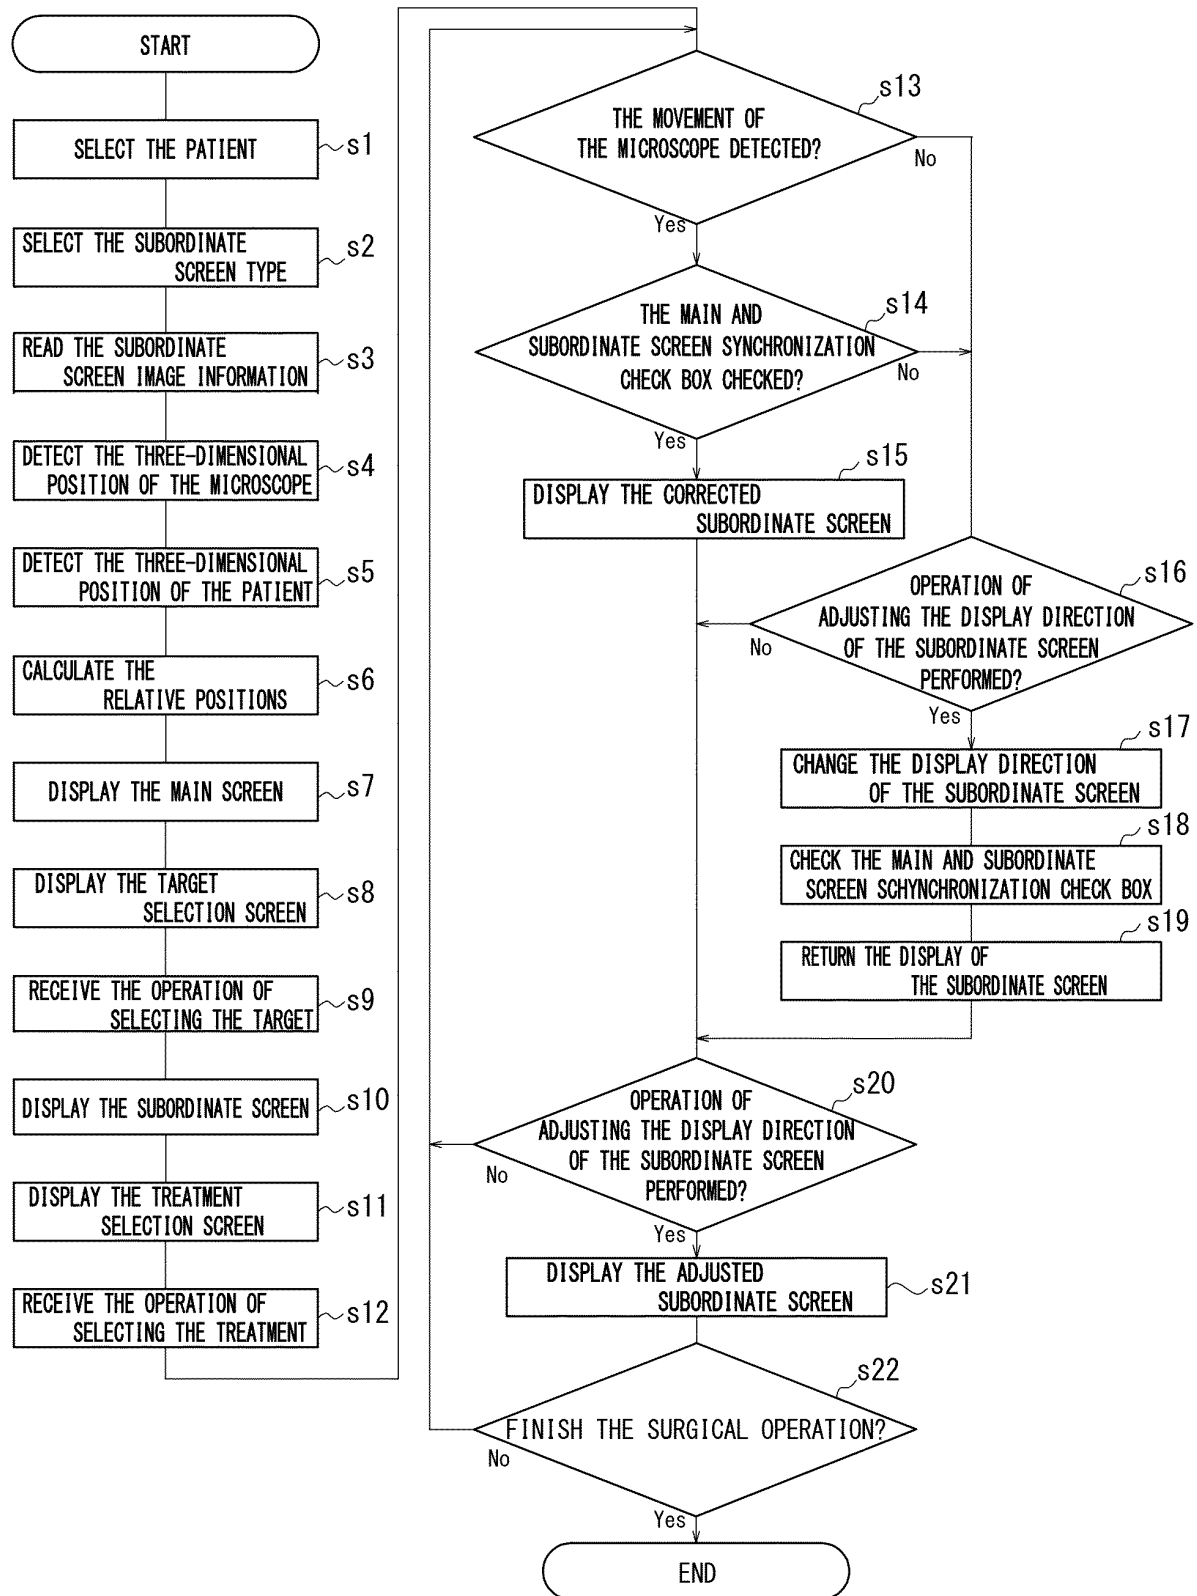 START
SELECT THE PATIENT
s1
SELECT THE SUBORDINATE
SCREEN TYPE
s2
READ THE SUBORDINATE
SCREEN IMAGE INFORMATION
s3
DETECT THE THREE-DIMENSIONAL
POSITION OF THE MICROSCOPE
s4
DETECT THE THREE-DIMENSIONAL
POSITION OF THE PATIENT
s5
CALCULATE THE
RELATIVE POSITIONS
s6
DISPLAY THE MAIN SCREEN
s7
DISPLAY THE TARGET
SELECTION SCREEN
s8
RECEIVE THE OPERATION OF
SELECTING THE TARGET
s9
DISPLAY THE SUBORDINATE SCREEN
s10
DISPLAY THE TREATMENT
SELECTION SCREEN
s11
RECEIVE THE OPERATION OF
SELECTING THE TREATMENT
s12
s13
THE MOVEMENT OF
THE MICROSCOPE DETECTED?
No
Yes
s14
THE MAIN AND
SUBORDINATE SCREEN SYNCHRONIZATION
CHECK BOX CHECKED?
No
Yes
s15
DISPLAY THE CORRECTED
SUBORDINATE SCREEN
s16
OPERATION OF
ADJUSTING THE DISPLAY DIRECTION
OF THE SUBORDINATE SCREEN
PERFORMED?
No
Yes
s17
CHANGE THE DISPLAY DIRECTION
OF THE SUBORDINATE SCREEN
s18
CHECK THE MAIN AND SUBORDINATE
SCREEN SCHYNCHRONIZATION CHECK BOX
s19
RETURN THE DISPLAY OF
THE SUBORDINATE SCREEN
s20
OPERATION OF
ADJUSTING THE DISPLAY DIRECTION
OF THE SUBORDINATE SCREEN
PERFORMED?
No
Yes
DISPLAY THE ADJUSTED
SUBORDINATE SCREEN
s21
s22
FINISH THE SURGICAL OPERATION?
No
Yes
END